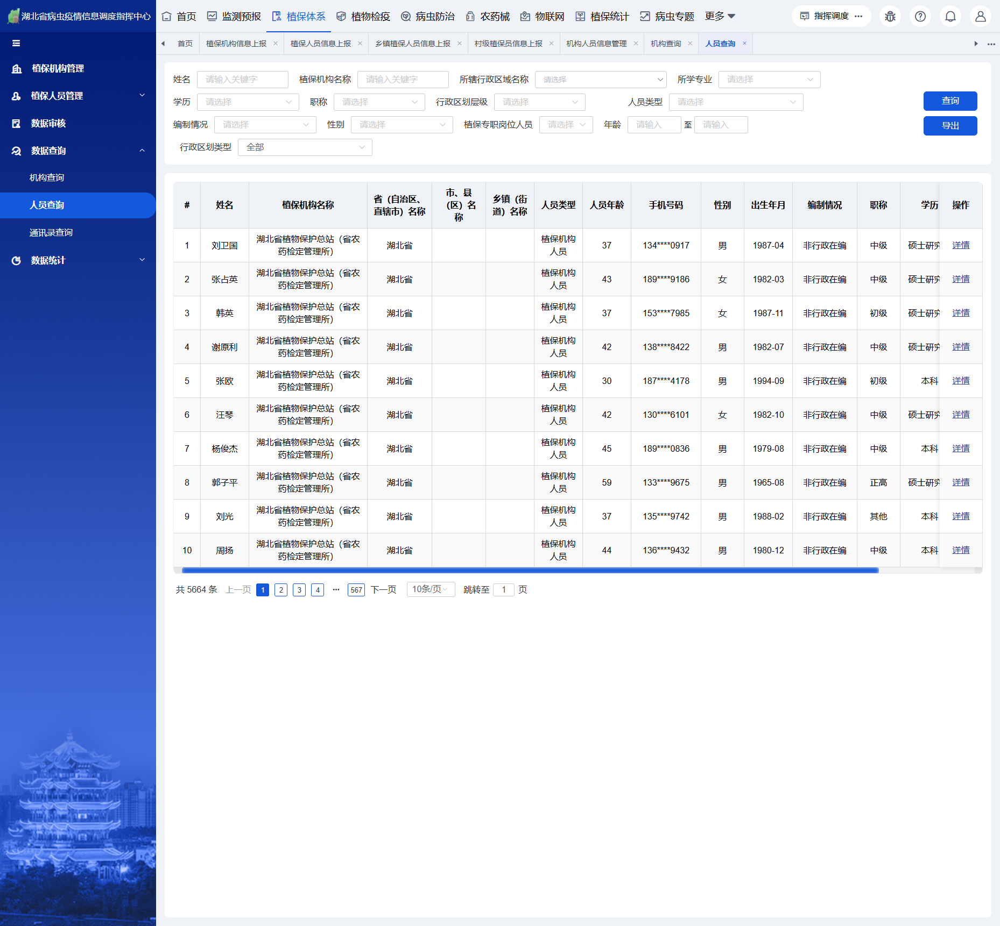 湖北省病虫疫情信息调度指挥中心
首页 监测预报 植保体系 植物检疫 病虫防治 农药械 物联网 植保统计 病虫专题 更多 指挥调度 ···
首页 植保机构信息上报 × 植保人员信息上报 × 乡镇植保人员信息上报 × 村级植保员信息上报 × 机构人员信息管理 × 机构查询 × 人员查询 × ···
植保机构管理
植保人员管理
数据审核
数据查询
机构查询
人员查询
通讯录查询
数据统计
姓名 请输入关键字 植保机构名称 请输入关键字 所辖行政区域名称 请选择 所学专业 请选择
学历 请选择 职称 请选择 行政区划层级 请选择 人员类型 请选择 查询
编制情况 请选择 性别 请选择 植保专职岗位人员 请选择 年龄 请输入 至 请输入 导出
行政区划类型 全部
# 姓名 植保机构名称 省（自治区、直辖市）名称 市、县（区）名称 乡镇（街道）名称 人员类型 人员年龄 手机号码 性别 出生年月 编制情况 职称 学历 操作
1 刘卫国 湖北省植物保护总站（省农药检定管理所） 湖北省 植保机构人员 37 134****0917 男 1987-04 非行政在编 中级 硕士研究 详情
2 张占英 湖北省植物保护总站（省农药检定管理所） 湖北省 植保机构人员 43 189****9186 女 1982-03 非行政在编 中级 硕士研究 详情
3 韩英 湖北省植物保护总站（省农药检定管理所） 湖北省 植保机构人员 37 153****7985 女 1987-11 非行政在编 初级 硕士研究 详情
4 谢原利 湖北省植物保护总站（省农药检定管理所） 湖北省 植保机构人员 42 138****8422 男 1982-07 非行政在编 中级 硕士研究 详情
5 张欧 湖北省植物保护总站（省农药检定管理所） 湖北省 植保机构人员 30 187****4178 男 1994-09 非行政在编 初级 本科 详情
6 汪琴 湖北省植物保护总站（省农药检定管理所） 湖北省 植保机构人员 42 130****6101 女 1982-10 非行政在编 中级 硕士研究 详情
7 杨俊杰 湖北省植物保护总站（省农药检定管理所） 湖北省 植保机构人员 45 189****0836 男 1979-08 非行政在编 中级 本科 详情
8 郭子平 湖北省植物保护总站（省农药检定管理所） 湖北省 植保机构人员 59 133****9675 男 1965-08 非行政在编 正高 硕士研究 详情
9 刘光 湖北省植物保护总站（省农药检定管理所） 湖北省 植保机构人员 37 135****9742 男 1988-02 非行政在编 其他 本科 详情
10 周扬 湖北省植物保护总站（省农药检定管理所） 湖北省 植保机构人员 44 136****9432 男 1980-12 非行政在编 中级 本科 详情
共 5664 条 上一页 1 2 3 4 ··· 567 下一页 10条/页 跳转至 1 页